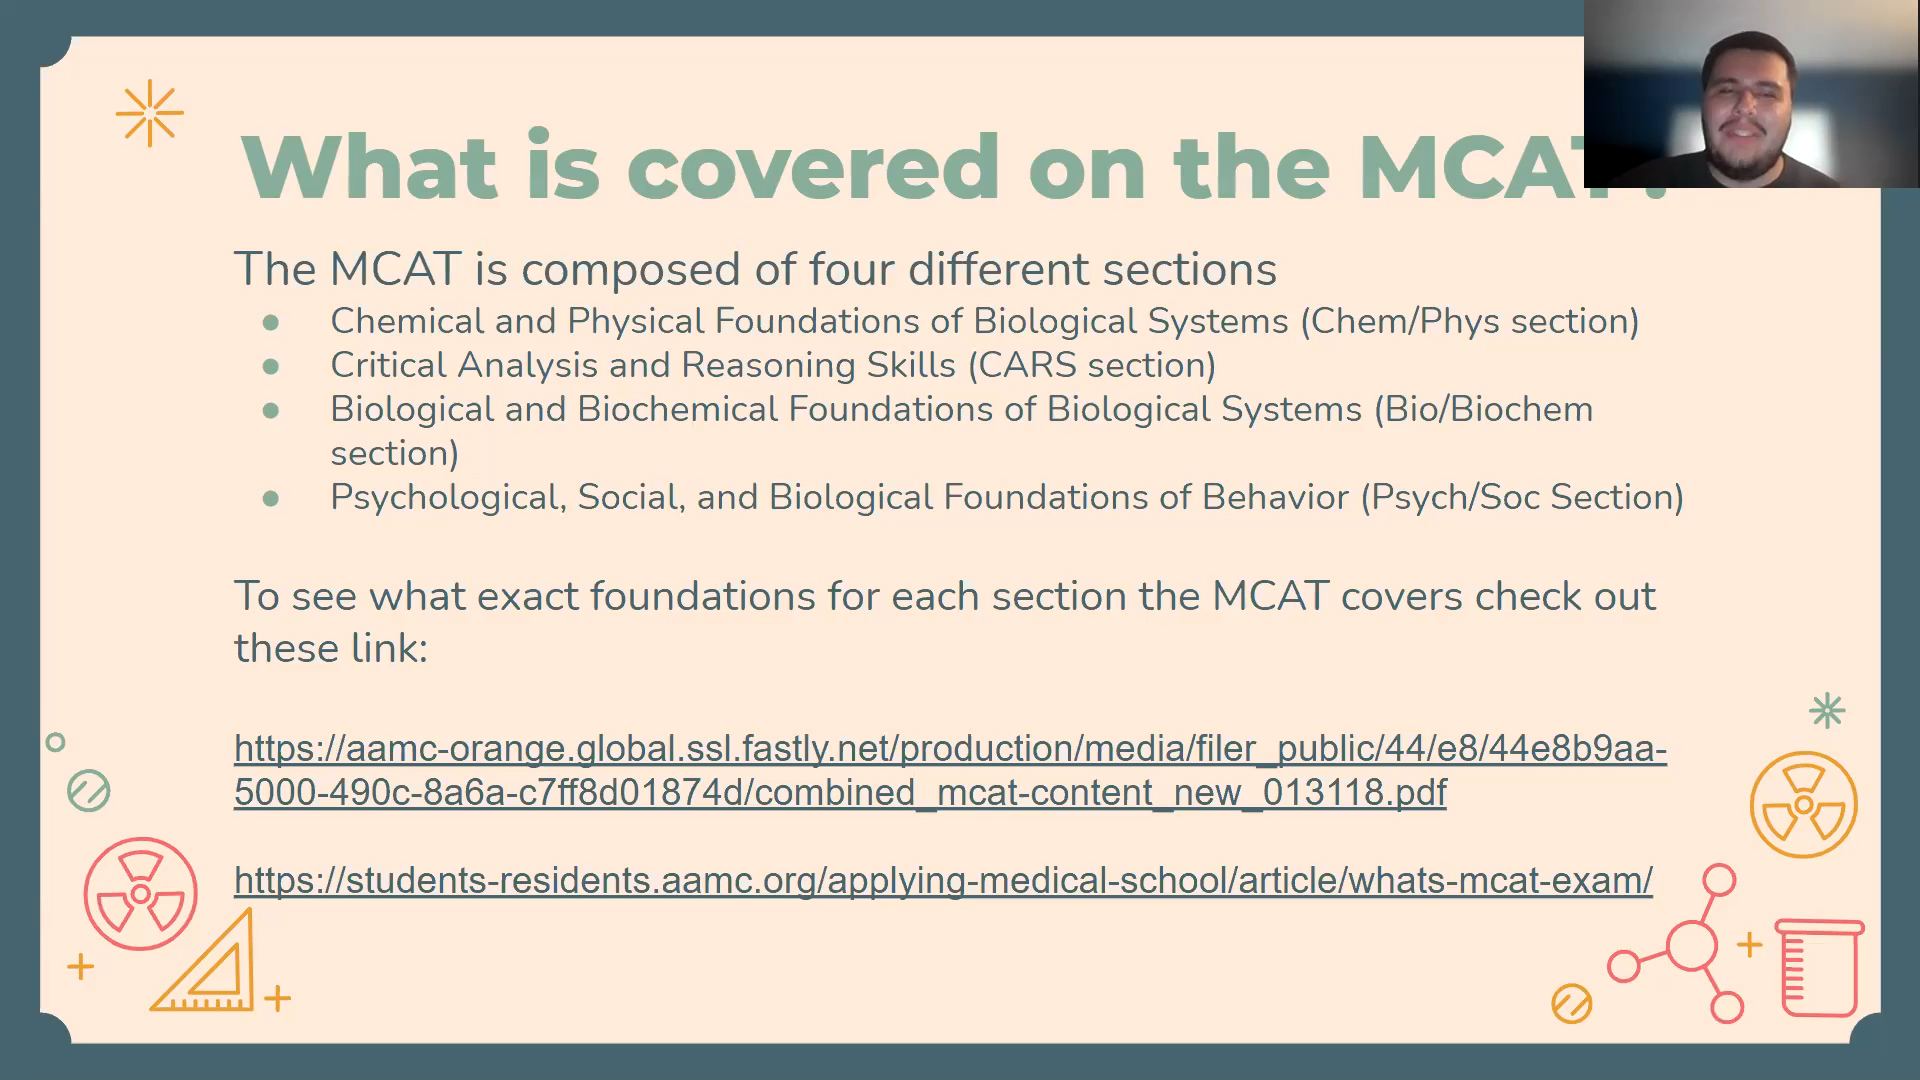 What is covered on the MCAT?
The MCAT is composed of four different sections
● Chemical and Physical Foundations of Biological Systems (Chem/Phys section)
● Critical Analysis and Reasoning Skills (CARS section)
● Biological and Biochemical Foundations of Biological Systems (Bio/Biochem
section)
● Psychological, Social, and Biological Foundations of Behavior (Psych/Soc Section)
To see what exact foundations for each section the MCAT covers check out
these link:
https://aamc-orange.global.ssl.fastly.net/production/media/filer_public/44/e8/44e8b9aa-
5000-490c-8a6a-c7ff8d01874d/combined_mcat-content_new_013118.pdf
https://students-residents.aamc.org/applying-medical-school/article/whats-mcat-exam/